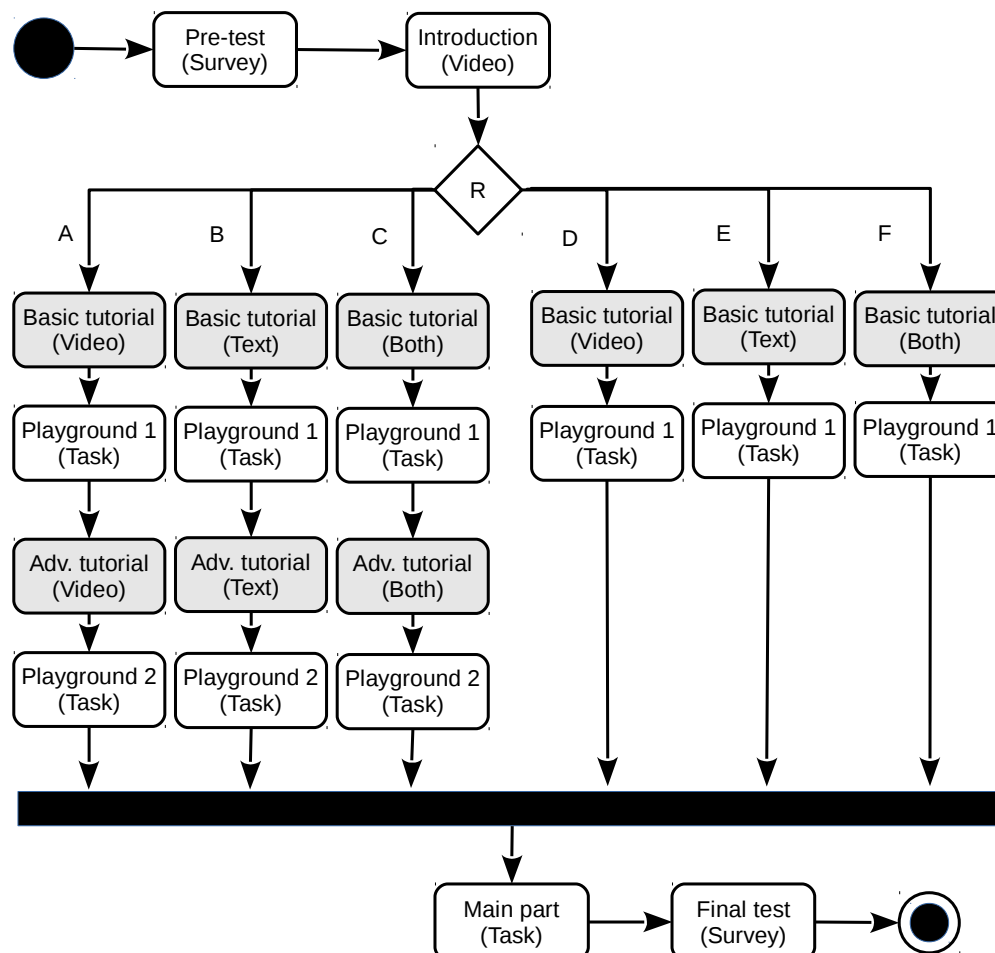 Pre-test
(Survey)
Introduction
(Video)
R
A
B
C
D
E
F
Basic tutorial
(Video)
Basic tutorial
(Text)
Basic tutorial
(Both)
Basic tutorial
(Video)
Basic tutorial
(Text)
Basic tutorial
(Both)
Playground 1
(Task)
Playground 1
(Task)
Playground 1
(Task)
Playground 1
(Task)
Playground 1
(Task)
Playground 1
(Task)
Adv. tutorial
(Video)
Adv. tutorial
(Text)
Adv. tutorial
(Both)
Playground 2
(Task)
Playground 2
(Task)
Playground 2
(Task)
Main part
(Task)
Final test
(Survey)